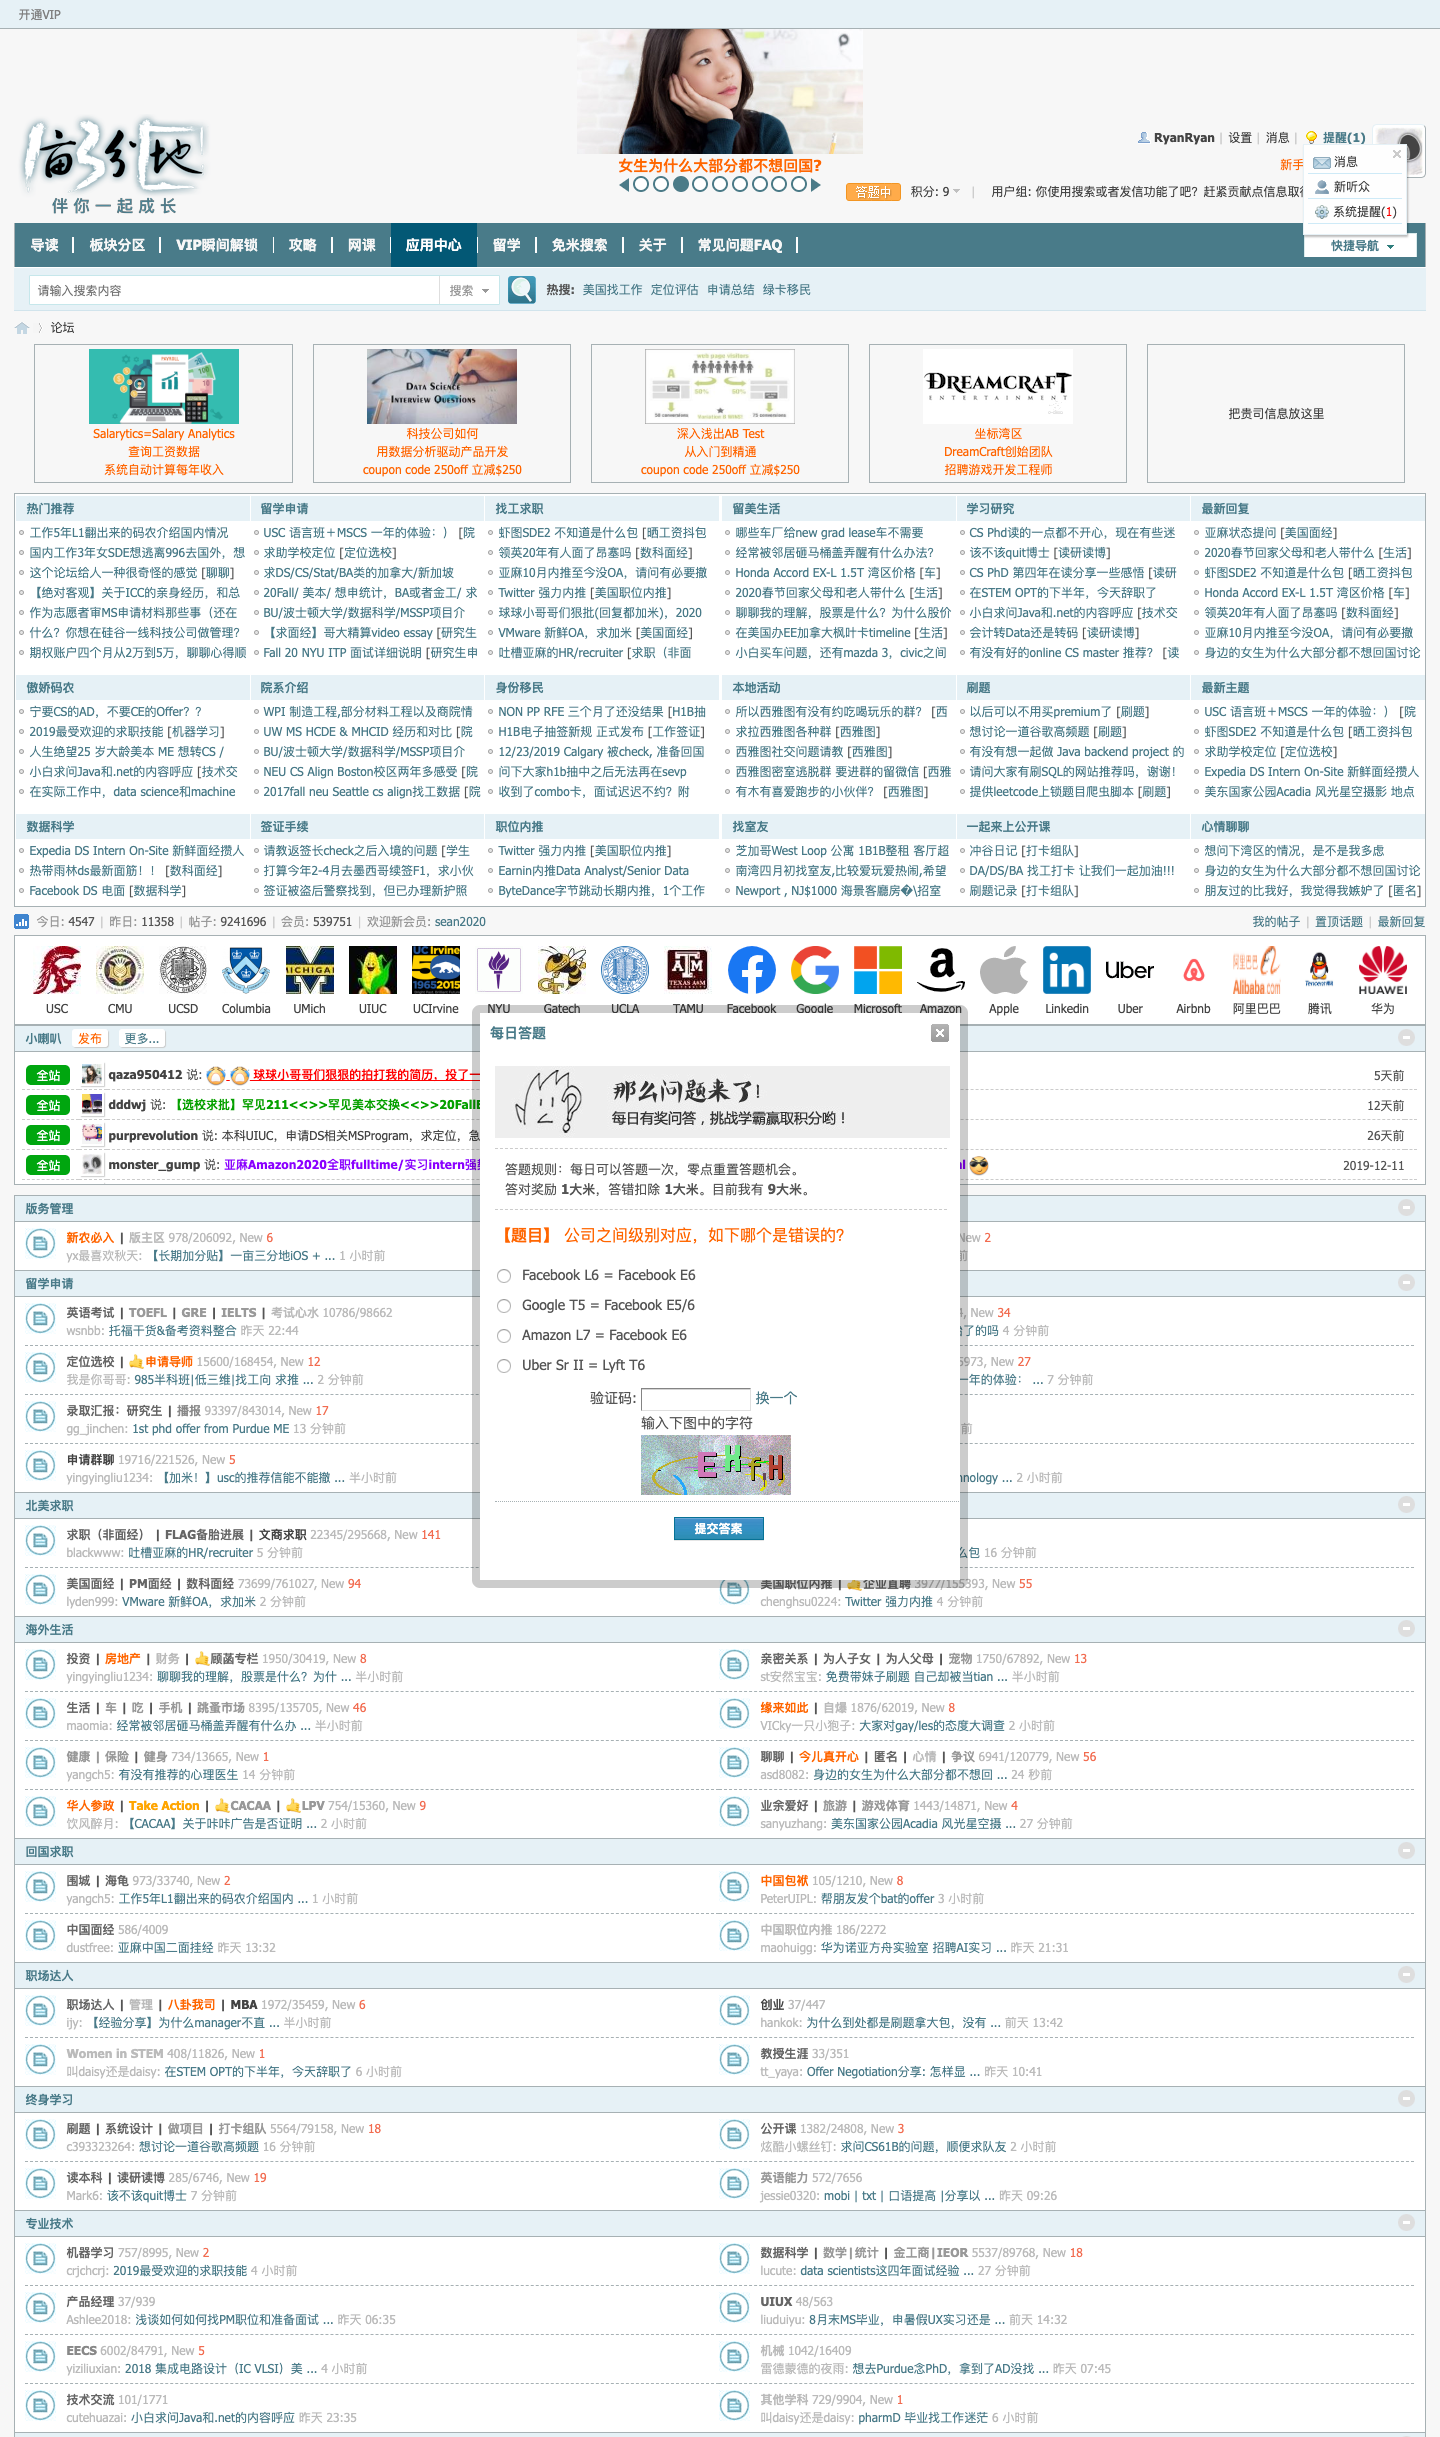 开通VIP
亩3分地
伴你一起成长
女生为什么大部分都不想回国?
RyanRyan | 设置 | 消息 | 提醒(1)
新手
答题中 积分: 9 | 用户组: 你使用搜索或者发信功能了吧？赶紧贡献点信息取
消息
新听众
系统提醒(1)
导读 板块分区 VIP瞬间解锁 攻略 网课 应用中心 留学 免米搜索 关于 常见问题FAQ
快捷导航
请输入搜索内容 搜索 热搜: 美国找工作 定位评估 申请总结 绿卡移民
论坛
Salarytics=Salary Analytics
查询工资数据
系统自动计算每年收入
DATA SCIENCE
INTERVIEW QUESTIONS
科技公司如何
用数据分析驱动产品开发
coupon code 250off 立减$250
深入浅出AB Test
从入门到精通
coupon code 250off 立减$250
DREAMCRAFT
ENTERTAINMENT
坐标湾区
DreamCraft创始团队
招聘游戏开发工程师
把贵司信息放这里
热门推荐
工作5年L1翻出来的码农介绍国内情况
国内工作3年女SDE想逃离996去国外，想
这个论坛给人一种很奇怪的感觉 [聊聊]
【绝对客观】关于ICC的亲身经历，和总
作为志愿者审MS申请材料那些事（还在
什么？你想在硅谷一线科技公司做管理?
期权账户四个月从2万到5万，聊聊心得顺
留学申请
USC 语言班＋MSCS 一年的体验：） [院
求助学校定位 [定位选校]
求DS/CS/Stat/BA类的加拿大/新加坡
20Fall/ 美本/ 想申统计，BA或者金工/ 求
BU/波士顿大学/数据科学/MSSP项目介
【求面经】哥大精算video essay [研究生
Fall 20 NYU ITP 面试详细说明 [研究生申
找工求职
虾图SDE2 不知道是什么包 [晒工资抖包
领英20年有人面了昂塞吗 [数科面经]
亚麻10月内推至今没OA，请问有必要撤
Twitter 强力内推 [美国职位内推]
球球小哥哥们狠批(回复都加米)，2020
VMware 新鲜OA，求加米 [美国面经]
吐槽亚麻的HR/recruiter [求职（非面
留美生活
哪些车厂给new grad lease车不需要
经常被邻居砸马桶盖弄醒有什么办法?
Honda Accord EX-L 1.5T 湾区价格 [车]
2020春节回家父母和老人带什么 [生活]
聊聊我的理解，股票是什么？为什么股价
在美国办EE加拿大枫叶卡timeline [生活]
小白买车问题，还有mazda 3，civic之间
学习研究
CS Phd读的一点都不开心，现在有些迷
该不该quit博士 [读研读博]
CS PhD 第四年在读分享一些感悟 [读研
在STEM OPT的下半年，今天辞职了
小白求问Java和.net的内容呼应 [技术交
会计转Data还是转码 [读研读博]
有没有好的online CS master 推荐？ [读
最新回复
亚麻状态提问 [美国面经]
2020春节回家父母和老人带什么 [生活]
虾图SDE2 不知道是什么包 [晒工资抖包
Honda Accord EX-L 1.5T 湾区价格 [车]
领英20年有人面了昂塞吗 [数科面经]
亚麻10月内推至今没OA，请问有必要撤
身边的女生为什么大部分都不想回国讨论
傲娇码农
宁要CS的AD，不要CE的Offer？?
2019最受欢迎的求职技能 [机器学习]
人生绝望25 岁大龄美本 ME 想转CS /
小白求问Java和.net的内容呼应 [技术交
在实际工作中，data science和machine
院系介绍
WPI 制造工程,部分材料工程以及商院情
UW MS HCDE & MHCID 经历和对比 [院
BU/波士顿大学/数据科学/MSSP项目介
NEU CS Align Boston校区两年多感受 [院
2017fall neu Seattle cs align找工数据 [院
身份移民
NON PP RFE 三个月了还没结果 [H1B抽
H1B电子抽签新规 正式发布 [工作签证]
12/23/2019 Calgary 被check, 准备回国
问下大家h1b抽中之后无法再在sevp
收到了combo卡，面试迟迟不约？附
本地活动
所以西雅图有没有约吃喝玩乐的群？ [西
求拉西雅图各种群 [西雅图]
西雅图社交问题请教 [西雅图]
西雅图密室逃脱群 要进群的留微信 [西雅
有木有喜爱跑步的小伙伴？ [西雅图]
刷题
以后可以不用买premium了 [刷题]
想讨论一道谷歌高频题 [刷题]
有没有想一起做 Java backend project 的
请问大家有刷SQL的网站推荐吗，谢谢!
提供leetcode上锁题目爬虫脚本 [刷题]
最新主题
USC 语言班＋MSCS 一年的体验：） [院
虾图SDE2 不知道是什么包 [晒工资抖包
求助学校定位 [定位选校]
Expedia DS Intern On-Site 新鲜面经攒人
美东国家公园Acadia 风光星空摄影 地点
数据科学
Expedia DS Intern On-Site 新鲜面经攒人
热带雨林ds最新面筋！！ [数科面经]
Facebook DS 电面 [数据科学]
签证手续
请教返签长check之后入境的问题 [学生
打算今年2-4月去墨西哥续签F1，求小伙
签证被盗后警察找到，但已办理新护照
职位内推
Twitter 强力内推 [美国职位内推]
Earnin内推Data Analyst/Senior Data
ByteDance字节跳动长期内推，1个工作
找室友
芝加哥West Loop 公寓 1B1B整租 客厅超
南湾四月初找室友,比较爱玩爱热闹,希望
Newport , NJ$1000 海景客廳房�\招室
一起来上公开课
冲谷日记 [打卡组队]
DA/DS/BA 找工打卡 让我们一起加油!!!
刷题记录 [打卡组队]
心情聊聊
想问下湾区的情况，是不是我多虑
身边的女生为什么大部分都不想回国讨论
朋友过的比我好，我觉得我嫉妒了 [匿名]
今日: 4547 | 昨日: 11358 | 帖子: 9241696 | 会员: 539751 | 欢迎新会员: sean2020
我的帖子 | 置顶话题 | 最新回复
USC CMU UCSD Columbia UMich UIUC UCIrvine NYU Gatech UCLA TAMU Facebook Google Microsoft Amazon Apple Linkedin Uber Airbnb 阿里巴巴 腾讯 华为
小喇叭 发布 更多...
全站 qaza950412 说: 球球小哥哥们狠狠的拍打我的简历，投了一
5天前
全站 dddwj 说: 【选校求批】罕见211<<>>罕见美本交换<<>>20FallE
12天前
全站 purprevolution 说: 本科UIUC，申请DS相关MSProgram，求定位，急
26天前
全站 monster_gump 说: 亚麻Amazon2020全职fulltime/实习intern强
2019-12-11
每日答题
那么问题来了!
每日有奖问答，挑战学霸赢取积分哟！
答题规则：每日可以答题一次，零点重置答题机会。
答对奖励 1大米，答错扣除 1大米。目前我有 9大米。
【题目】 公司之间级别对应，如下哪个是错误的?
Facebook L6 = Facebook E6
Google T5 = Facebook E5/6
Amazon L7 = Facebook E6
Uber Sr II = Lyft T6
验证码: 换一个
输入下图中的字符
EKFH
提交答案
版务管理
新农必入 | 版主区 978/206092, New 6
yx最喜欢秋天: 【长期加分贴】一亩三分地iOS + ... 1 小时前
New 2
前
留学申请
英语考试 | TOEFL | GRE | IELTS | 考试心水 10786/98662
wsnbb: 托福干货&备考资料整合 昨天 22:44
4, New 34
了的吗 4 分钟前
定位选校 | 申请导师 15600/168454, New 12
我是你哥哥: 985半科班|低三维|找工向 求推 ... 2 分钟前
5973, New 27
一年的体验： ... 7 分钟前
录取汇报：研究生 | 播报 93397/843014, New 17
gg_jinchen: 1st phd offer from Purdue ME 13 分钟前
前
申请群聊 19716/221526, New 5
yingyingliu1234: 【加米！】usc的推荐信能不能撤 ... 半小时前
hnology ... 2 小时前
北美求职
求职（非面经） | FLAG备胎进展 | 文商求职 22345/295668, New 141
blackwww: 吐槽亚麻的HR/recruiter 5 分钟前
么包 16 分钟前
美国面经 | PM面经 | 数科面经 73699/761027, New 94
lyden999: VMware 新鲜OA，求加米 2 分钟前
美国职位内推 | 企业直聘 3977/155393, New 55
chenghsu0224: Twitter 强力内推 4 分钟前
海外生活
投资 | 房地产 | 财务 | 顾菡专栏 1950/30419, New 8
yingyingliu1234: 聊聊我的理解，股票是什么？为什 ... 半小时前
亲密关系 | 为人子女 | 为人父母 | 宠物 1750/67892, New 13
st安然宝宝: 免费带妹子刷题 自己却被当tian ... 半小时前
生活 | 车 | 吃 | 手机 | 跳蚤市场 8395/135705, New 46
maomia: 经常被邻居砸马桶盖弄醒有什么办 ... 半小时前
缘来如此 | 自爆 1876/62019, New 8
VICky一只小狍子: 大家对gay/les的态度大调查 2 小时前
健康 | 保险 | 健身 734/13665, New 1
yangch5: 有没有推荐的心理医生 14 分钟前
聊聊 | 今儿真开心 | 匿名 | 心情 | 争议 6941/120779, New 56
asd8082: 身边的女生为什么大部分都不想回 ... 24 秒前
华人参政 | Take Action | CACAA | LPV 754/15360, New 9
饮风醉月: 【CACAA】关于咔咔广告是否证明 ... 2 小时前
业余爱好 | 旅游 | 游戏体育 1443/14871, New 4
sanyuzhang: 美东国家公园Acadia 风光星空摄 ... 27 分钟前
回国求职
围城 | 海龟 973/33740, New 2
yangch5: 工作5年L1翻出来的码农介绍国内 ... 1 小时前
中国包袱 105/1210, New 8
PeterUIPL: 帮朋友发个bat的offer 3 小时前
中国面经 586/4009
dustfree: 亚麻中国二面挂经 昨天 13:32
中国职位内推 186/2272
maohuigg: 华为诺亚方舟实验室 招聘AI实习 ... 昨天 21:31
职场达人
职场达人 | 管理 | 八卦我司 | MBA 1972/35459, New 6
ijy: 【经验分享】为什么manager不直 ... 半小时前
创业 37/447
hankok: 为什么到处都是刷题拿大包，没有 ... 前天 13:42
Women in STEM 408/11826, New 1
叫daisy还是daisy: 在STEM OPT的下半年，今天辞职了 6 小时前
教授生涯 33/351
tt_yaya: Offer Negotiation分享: 怎样显 ... 昨天 10:41
终身学习
刷题 | 系统设计 | 做项目 | 打卡组队 5564/79158, New 18
c393323264: 想讨论一道谷歌高频题 16 分钟前
公开课 1382/24808, New 3
炫酷小螺丝钉: 求问CS61B的问题，顺便求队友 2 小时前
读本科 | 读研读博 285/6746, New 19
Mark6: 该不该quit博士 7 分钟前
英语能力 572/7656
jessie0320: mobi | txt | 口语提高 |分享以 ... 昨天 09:26
专业技术
机器学习 757/8995, New 2
crjchcrj: 2019最受欢迎的求职技能 4 小时前
数据科学 | 数学|统计 | 金工商|IEOR 5537/89768, New 18
lucute: data scientists这四年面试经验 ... 27 分钟前
产品经理 37/939
Ashlee2018: 浅谈如何如何找PM职位和准备面试 ... 昨天 06:35
UIUX 48/563
liuduiyu: 8月末MS毕业，申暑假UX实习还是 ... 前天 14:32
EECS 6002/84791, New 5
yiziliuxian: 2018 集成电路设计（IC VLSI）美 ... 4 小时前
机械 1042/16409
雷德蒙德的夜雨: 想去Purdue念PhD，拿到了AD没找 ... 昨天 07:45
技术交流 101/1771
cutehuazai: 小白求问Java和.net的内容呼应 昨天 23:35
其他学科 729/9904, New 1
叫daisy还是daisy: pharmD 毕业找工作迷茫 6 小时前